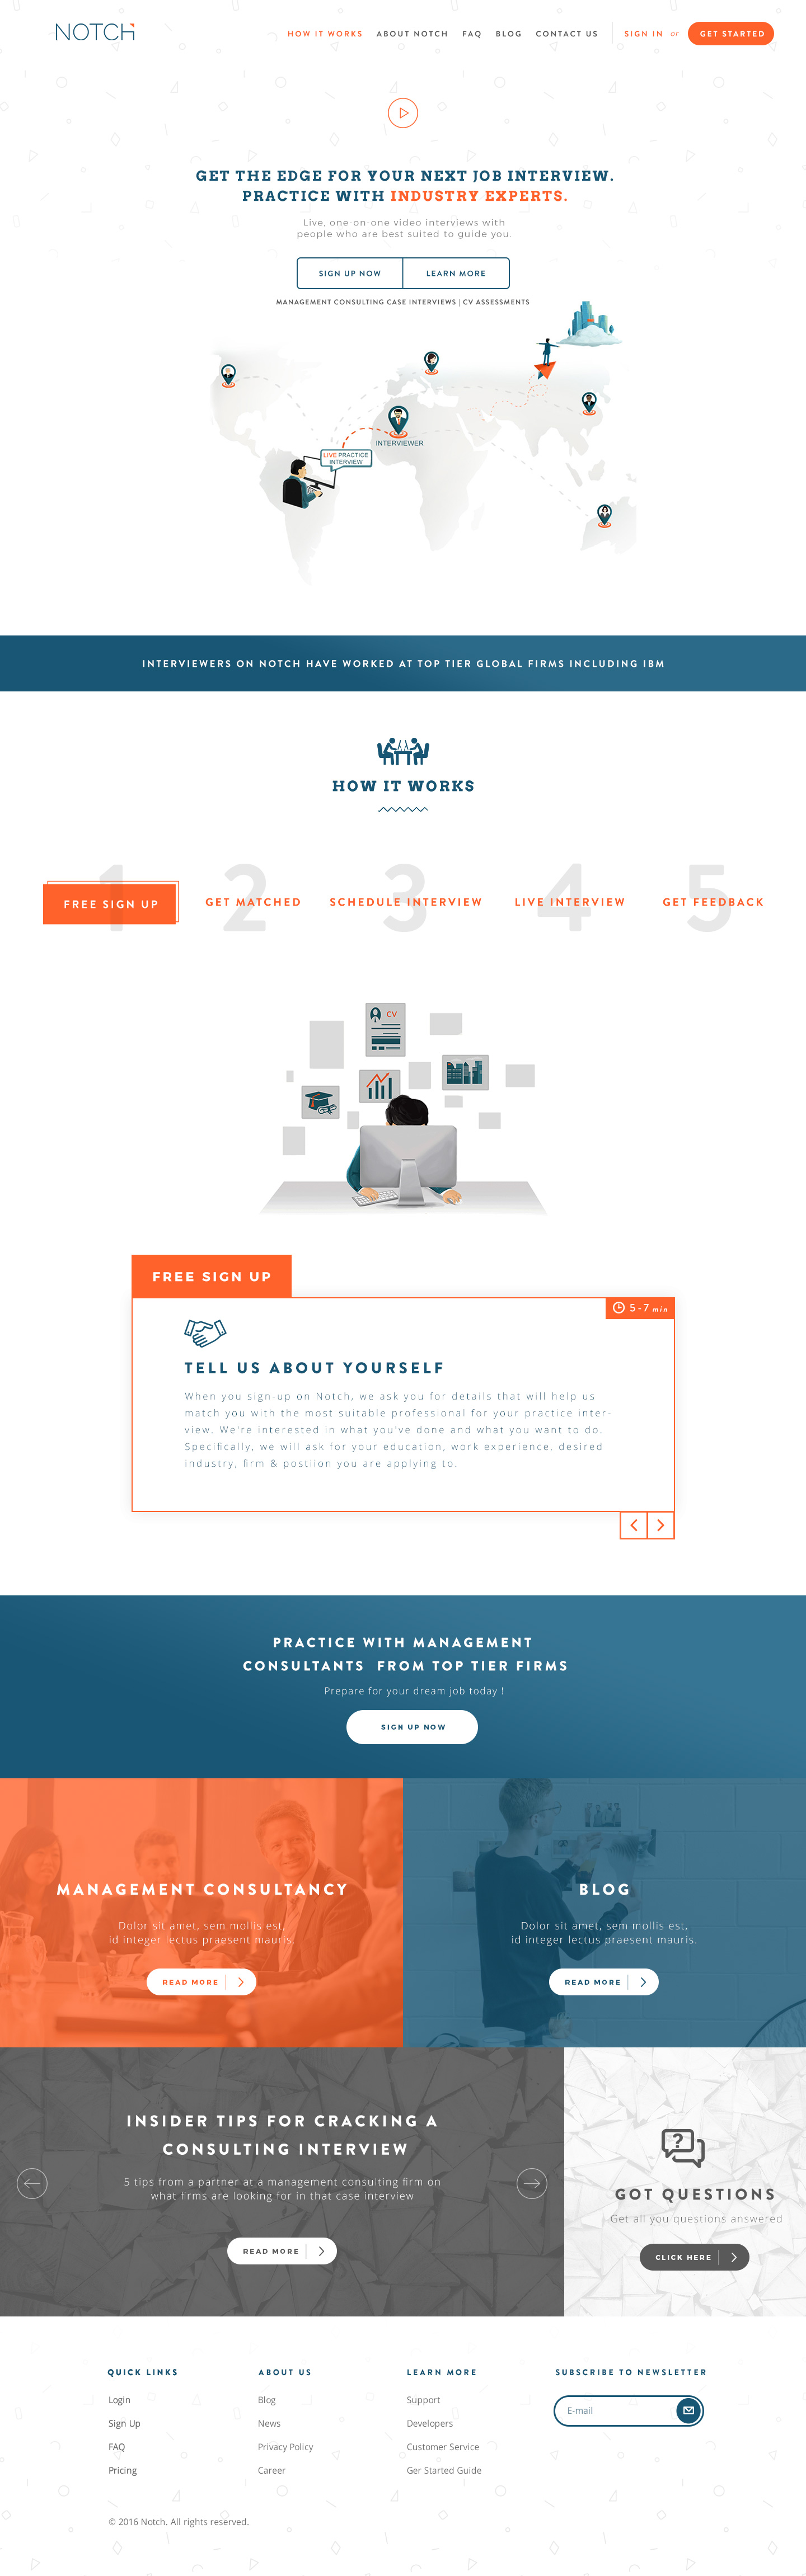 NOTCH
HOW IT WORKS
ABOUT NOTCH
FAQ
BLOG
CONTACT US
SIGN IN or
GET STARTED
GET THE EDGE FOR YOUR NEXT JOB INTERVIEW.
PRACTICE WITH INDUSTRY EXPERTS.
Live, one-on-one video interviews with
people who are best suited to guide you.
SIGN UP NOW
LEARN MORE
MANAGEMENT CONSULTING CASE INTERVIEWS | CV ASSESSMENTS
INTERVIEWER
LIVE PRACTICE
INTERVIEW
INTERVIEWERS ON NOTCH HAVE WORKED AT TOP TIER GLOBAL FIRMS INCLUDING IBM
HOW IT WORKS
1
FREE SIGN UP
2
GET MATCHED
3
SCHEDULE INTERVIEW
4
LIVE INTERVIEW
5
GET FEEDBACK
CV
FREE SIGN UP
5-7 min
TELL US ABOUT YOURSELF
When you sign-up on Notch, we ask you for details that will help us
match you with the most suitable professional for your practice inter-
view. We're interested in what you've done and what you want to do.
Specifically, we will ask for your education, work experience, desired
industry, firm & postiion you are applying to.
PRACTICE WITH MANAGEMENT
CONSULTANTS FROM TOP TIER FIRMS
Prepare for your dream job today !
SIGN UP NOW
MANAGEMENT CONSULTANCY
Dolor sit amet, sem mollis est,
id integer lectus praesent mauris.
READ MORE
BLOG
Dolor sit amet, sem mollis est,
id integer lectus praesent mauris.
READ MORE
INSIDER TIPS FOR CRACKING A
CONSULTING INTERVIEW
5 tips from a partner at a management consulting firm on
what firms are looking for in that case interview
READ MORE
?
GOT QUESTIONS
Get all you questions answered
CLICK HERE
QUICK LINKS
Login
Sign Up
FAQ
Pricing
ABOUT US
Blog
News
Privacy Policy
Career
LEARN MORE
Support
Developers
Customer Service
Ger Started Guide
SUBSCRIBE TO NEWSLETTER
E-mail
© 2016 Notch. All rights reserved.